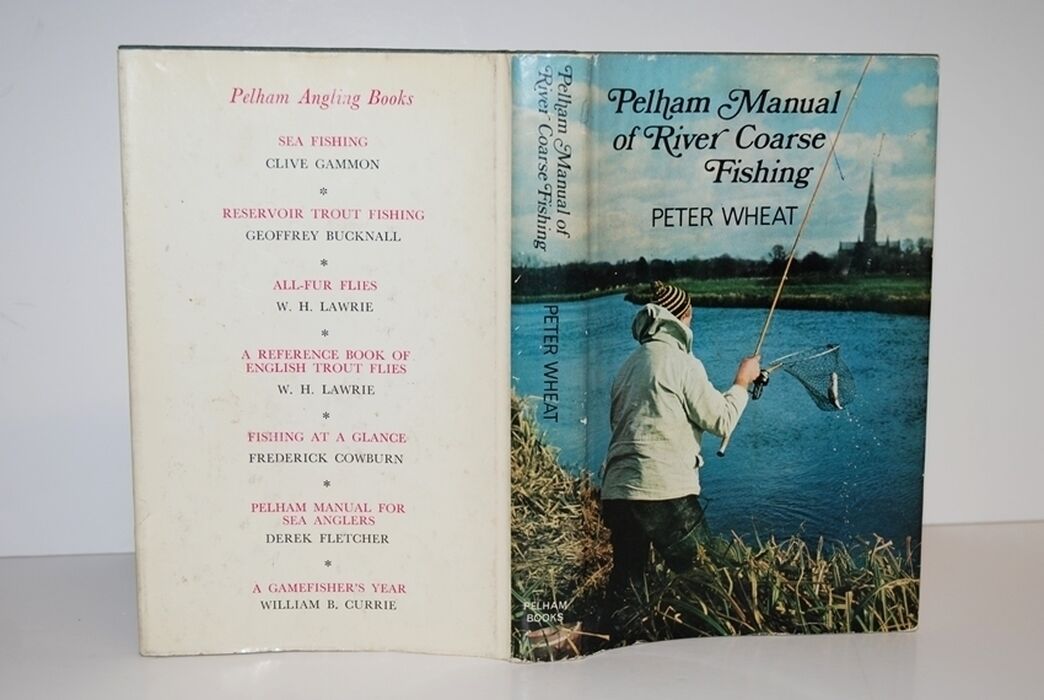 Pelham Angling Books
SEA FISHING
CLIVE GAMMON
*
RESERVOIR TROUT FISHING
GEOFFREY BUCKNALL
*
ALL-FUR FLIES
W. H. LAWRIE
*
A REFERENCE BOOK OF
ENGLISH TROUT FLIES
W. H. LAWRIE
*
FISHING AT A GLANCE
FREDERICK COWBURN
*
PELHAM MANUAL FOR
SEA ANGLERS
DEREK FLETCHER
*
A GAMEFISHER'S YEAR
WILLIAM B. CURRIE
Pelham Manual of
River Coarse Fishing
PETER WHEAT
PELHAM
BOOKS
Pelham Manual
of River Coarse
Fishing
PETER WHEAT